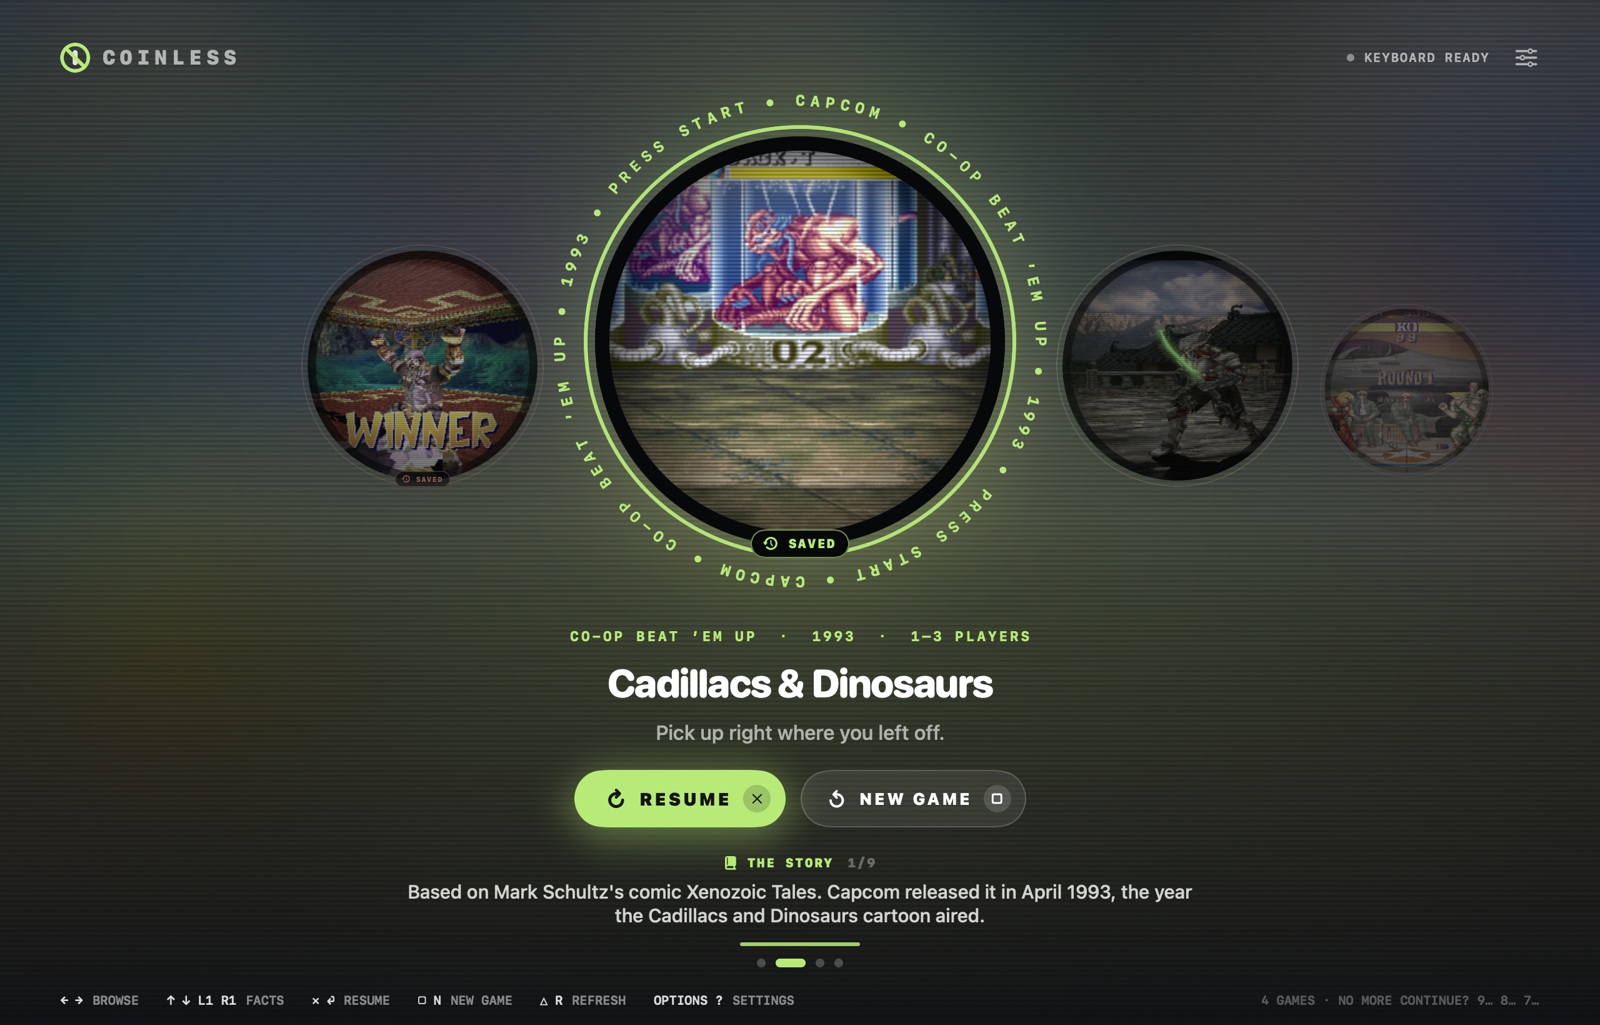 COINLESS
KEYBOARD READY
PRESS START • CAPCOM • CO-OP BEAT 'EM UP • 1993 • PRESS START • CAPCOM • CO-OP BEAT 'EM UP • 1993 •
KO
99
ROUND 1
WINNER
02
SAVED
SAVED
CO-OP BEAT 'EM UP · 1993 · 1–3 PLAYERS
Cadillacs & Dinosaurs
Pick up right where you left off.
RESUME
NEW GAME
THE STORY 1/9
Based on Mark Schultz's comic Xenozoic Tales. Capcom released it in April 1993, the year
the Cadillacs and Dinosaurs cartoon aired.
← → BROWSE ↑ ↓ L1 R1 FACTS × ↵ RESUME □ N NEW GAME △ R REFRESH OPTIONS ? SETTINGS
4 GAMES · NO MORE CONTINUE? 9… 8… 7…